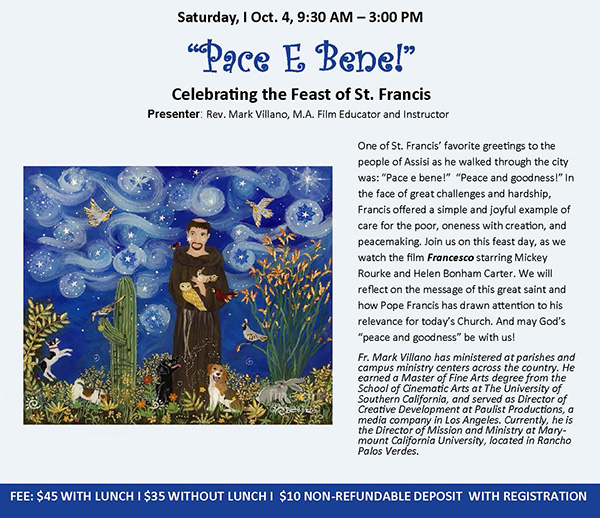 Saturday, l Oct. 4, 9:30 AM – 3:00 PM
“Pace E Bene!”
Celebrating the Feast of St. Francis
Presenter: Rev. Mark Villano, M.A. Film Educator and Instructor
One of St. Francis’ favorite greetings to the
people of Assisi as he walked through the city
was: “Pace e bene!”  “Peace and goodness!” In
the face of great challenges and hardship,
Francis offered a simple and joyful example of
care for the poor, oneness with creation, and
peacemaking. Join us on this feast day, as we
watch the film Francesco starring Mickey
Rourke and Helen Bonham Carter. We will
reflect on the message of this great saint and
how Pope Francis has drawn attention to his
relevance for today’s Church. And may God’s
“peace and goodness” be with us!
Fr. Mark Villano has ministered at parishes and
campus ministry centers across the country. He
earned a Master of Fine Arts degree from the
School of Cinematic Arts at The University of
Southern California, and served as Director of
Creative Development at Paulist Productions, a
media company in Los Angeles. Currently, he is
the Director of Mission and Ministry at Mary-
mount California University, located in Rancho
Palos Verdes.
FEE: $45 WITH LUNCH l $35 WITHOUT LUNCH l  $10 NON-REFUNDABLE DEPOSIT  WITH REGISTRATION